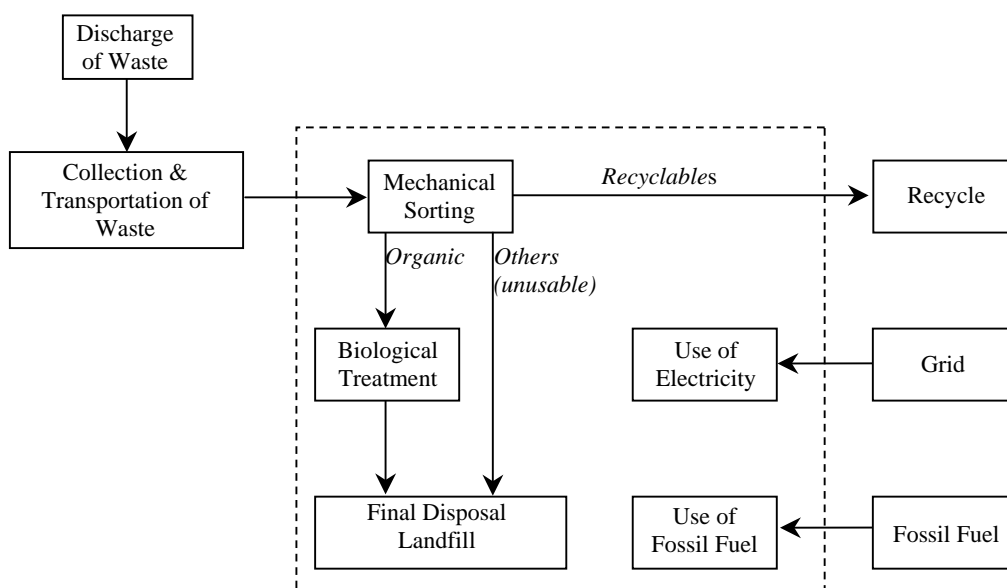 Discharge
of Waste
Collection &
Transportation of
Waste
Mechanical
Sorting
Recyclables
Recycle
Organic
Others
(unusable)
Biological
Treatment
Use of
Electricity
Grid
Final Disposal
Landfill
Use of
Fossil Fuel
Fossil Fuel